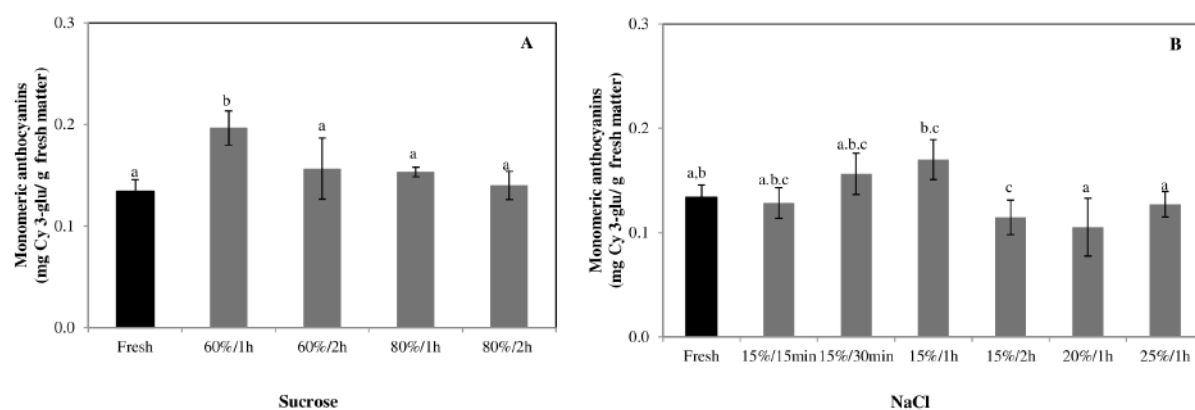 A
Monomeric anthocyanins
(mg Cy 3-glu/ g fresh matter
0.3
0.2
0.1
0.0
a
b
a
a
a
Fresh 60%/1h 60%/2h 80%/1h 80%/2h
Sucrose
B
Monomeric anthocyanins
(mg Cy 3-glu/ g fresh matter)
0.3
0.2
0.1
0.0
a,b
a.b.c
a.b.c
b.c
c
a
a
Fresh 15%/15min 15%/30min 15%/1h 15%/2h 20%/1h 25%/1h
NaCl